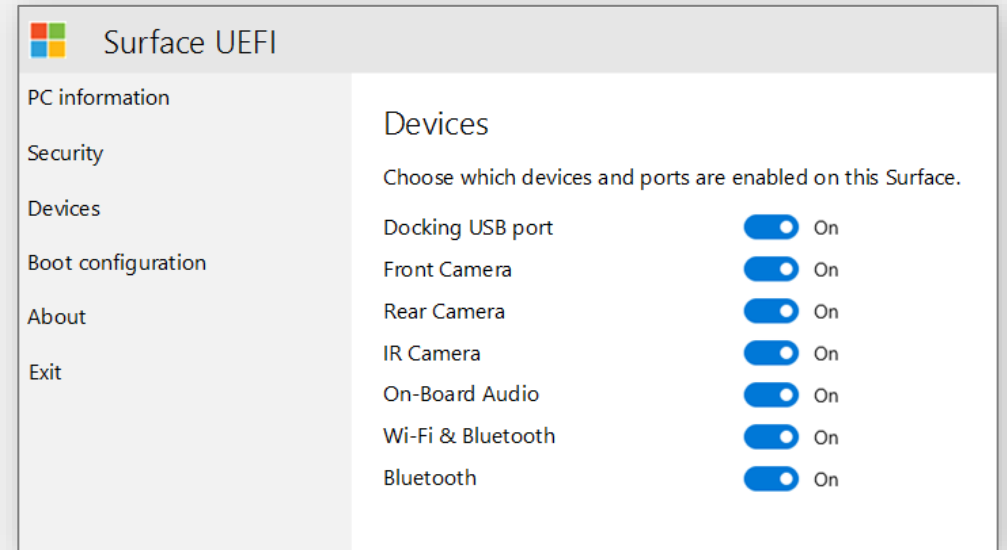 Surface UEFI
PC information
Security
Devices
Boot configuration
About
Exit
Devices
Choose which devices and ports are enabled on this Surface.
Docking USB port On
Front Camera On
Rear Camera On
IR Camera On
On-Board Audio On
Wi-Fi & Bluetooth On
Bluetooth On